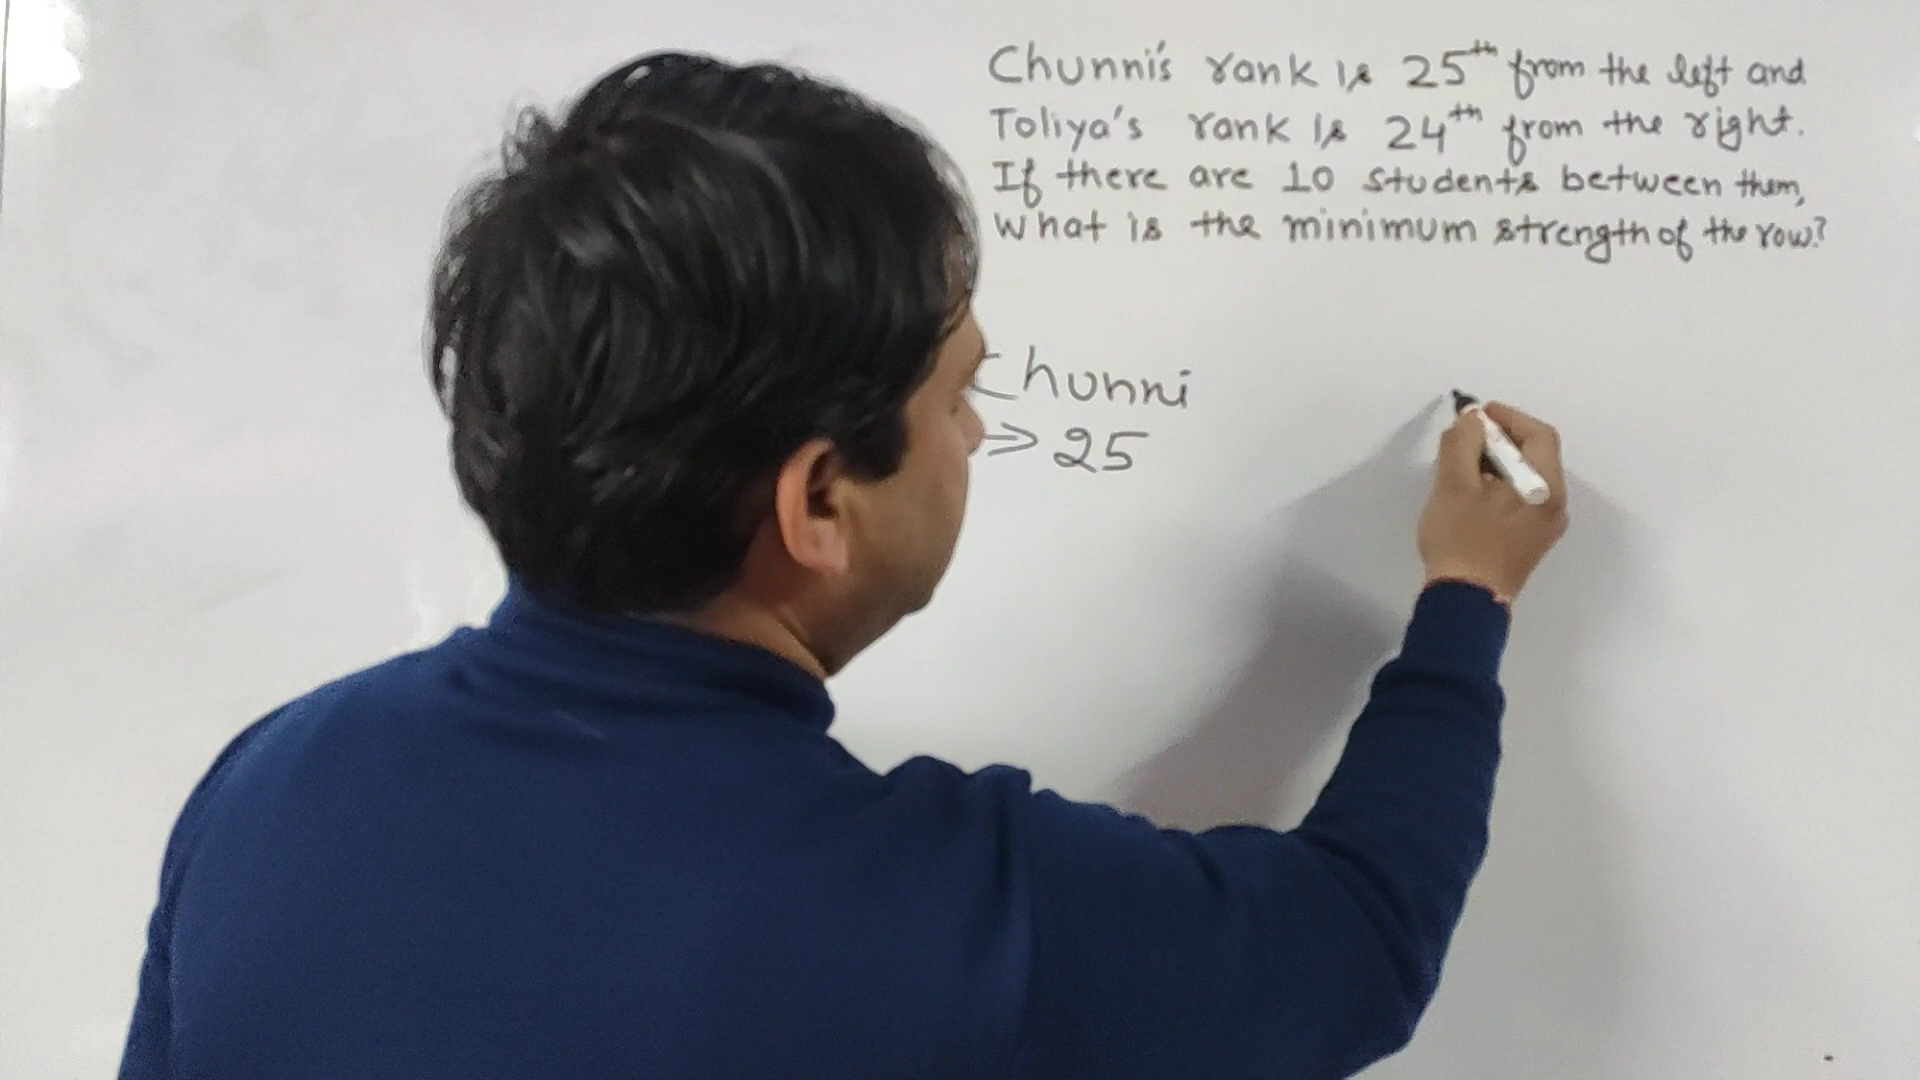 Chunni's rank is 25th from the left and
Toliya's rank is 24th from the right.
If there are 10 students between them,
what is the minimum strength of the row?
Chunni
⇒ 25